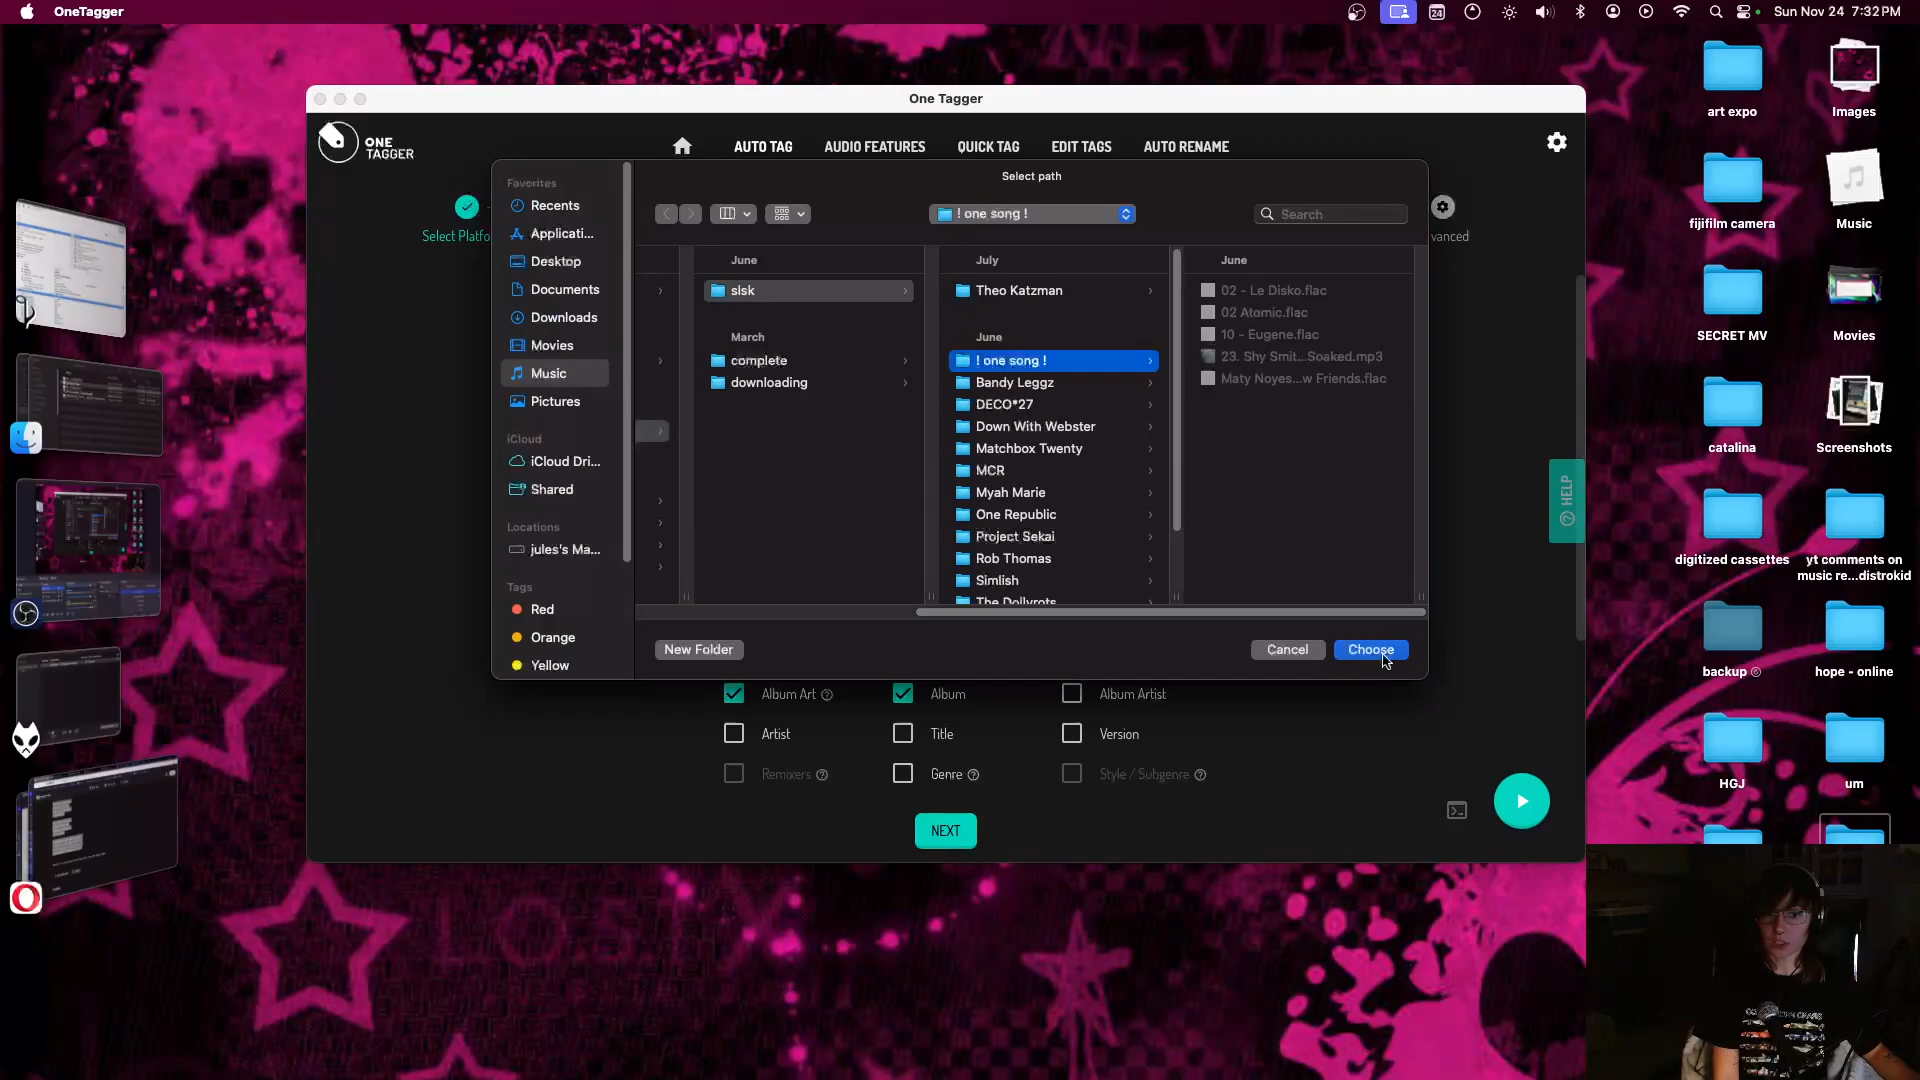 OneTagger
24
Sun Nov 24 7:32 PM
One Tagger
ONE
TAGGER
AUTO TAG
AUDIO FEATURES
QUICK TAG
EDIT TAGS
AUTO RENAME
Select Platfo
vanced
Select path
Favorites
Recents
Applicati...
Desktop
Documents
Downloads
Movies
Music
Pictures
iCloud
iCloud Dri...
Shared
Locations
jules's Ma...
Tags
Red
Orange
Yellow
! one song !
Search
June
slsk
March
complete
downloading
July
Theo Katzman
June
! one song !
Bandy Leggz
DECO*27
Down With Webster
Matchbox Twenty
MCR
Myah Marie
One Republic
Project Sekai
Rob Thomas
Simlish
The Dollyrots
June
02 - Le Disko.flac
02 Atomic.flac
10 - Eugene.flac
23. Shy Smit...Soaked.mp3
Maty Noyes...w Friends.flac
New Folder
Cancel
Choose
Album Art
Album
Album Artist
Artist
Title
Version
Remixers
Genre
Style / Subgenre
NEXT
HELP
art expo
Images
fijifilm camera
Music
SECRET MV
Movies
catalina
Screenshots
digitized cassettes
yt comments on
music re...distrokid
backup ©
hope - online
HGJ
um